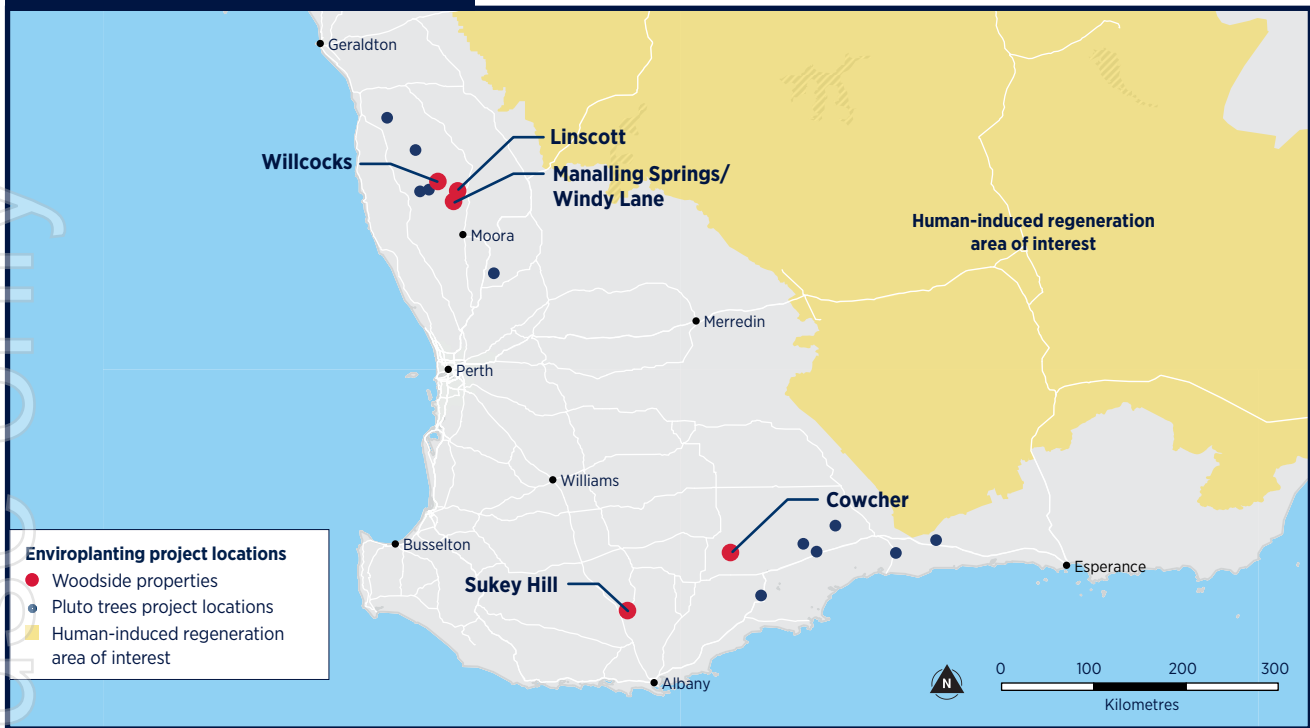 Geraldton
Linscott
Willcocks
Manalling Springs/
Windy Lane
Human-induced regeneration
area of interest
Moora
Merredin
Perth
Williams
Cowcher
Busselton
Esperance
Sukey Hill
Albany
Enviroplanting project locations
Woodside properties
Pluto trees project locations
Human-induced regeneration
area of interest
N
0 100 200 300
Kilometres